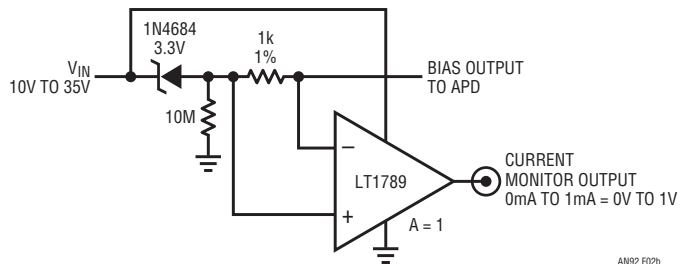 1N4684
3.3V
1k
1%
VIN
10V TO 35V
BIAS OUTPUT
TO APD
10M
−
LT1789
+
A = 1
CURRENT
MONITOR OUTPUT
0mA TO 1mA = 0V TO 1V
AN92 F02b